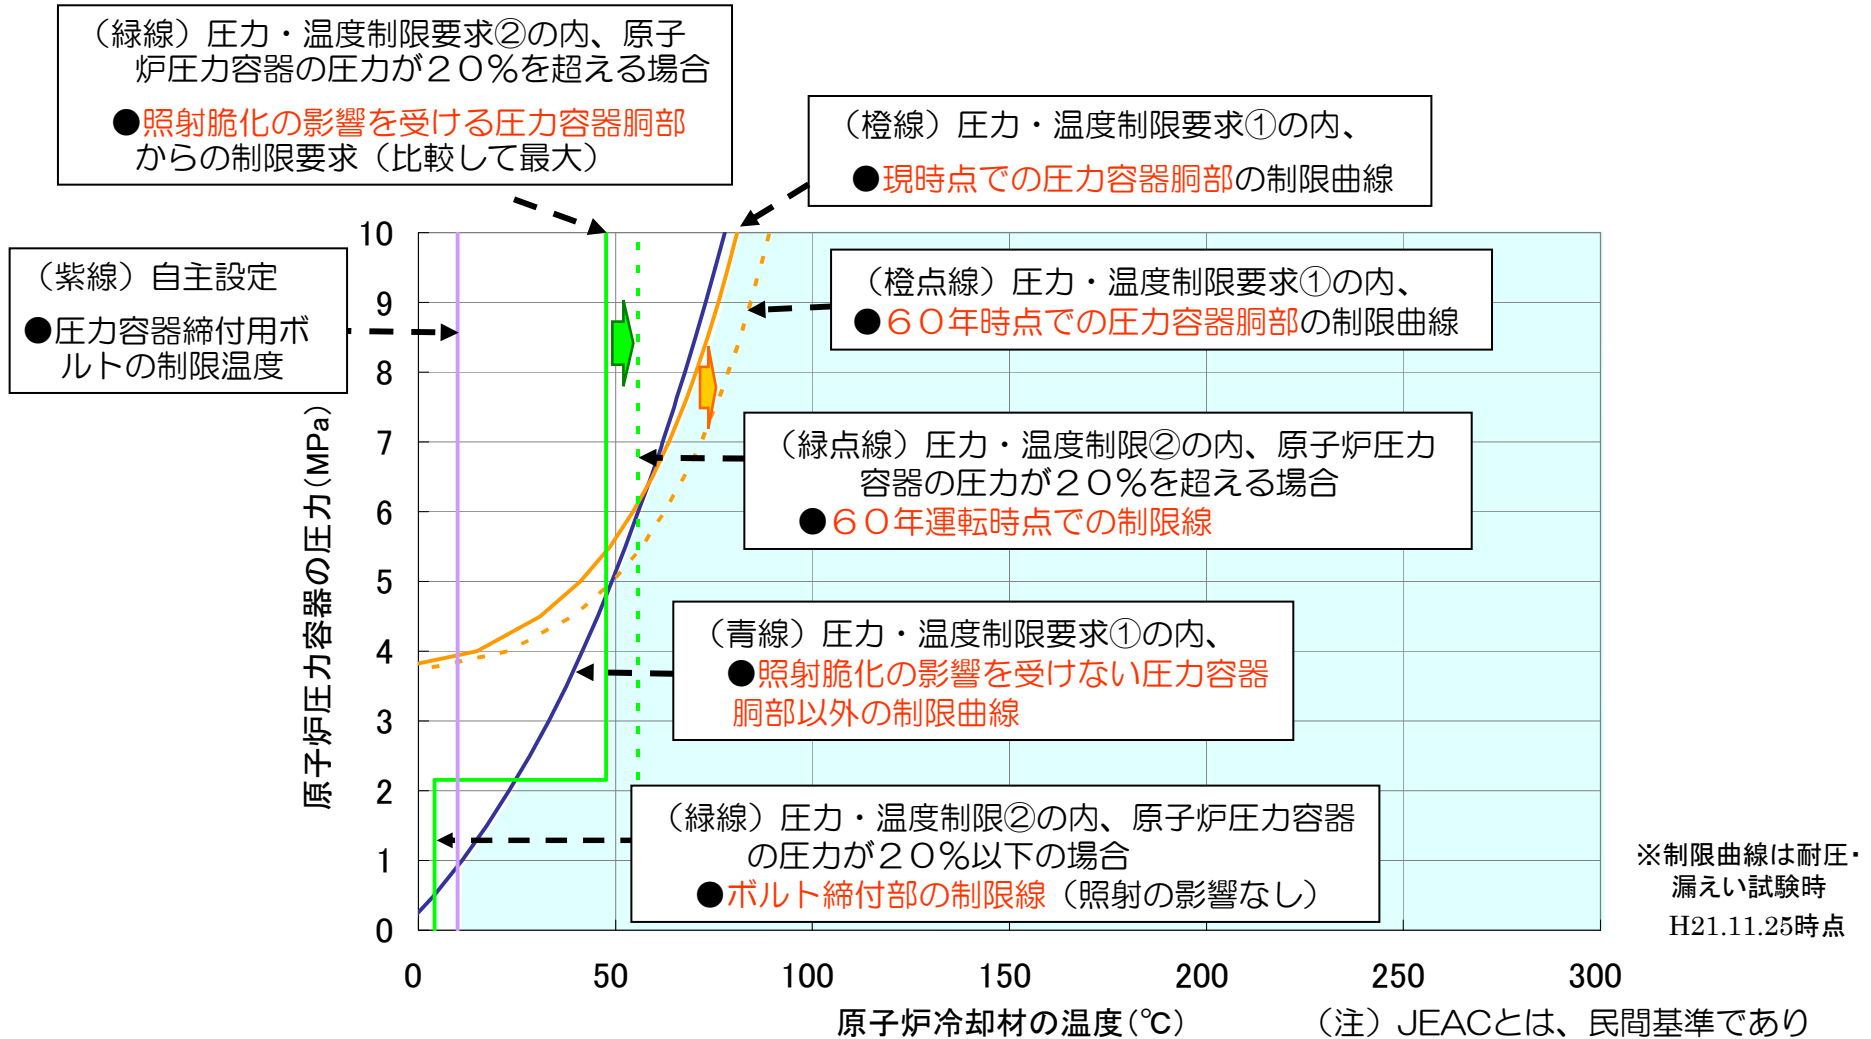 （緑線）圧力・温度制限要求②の内、原子
炉圧力容器の圧力が２０％を超える場合
●照射脆化の影響を受ける圧力容器胴部
からの制限要求（比較して最大）
（橙線）圧力・温度制限要求①の内、
●現時点での圧力容器胴部の制限曲線
（紫線）自主設定
●圧力容器締付用ボ
ルトの制限温度
（橙点線）圧力・温度制限要求①の内、
●６０年時点での圧力容器胴部の制限曲線
（緑点線）圧力・温度制限②の内、原子炉圧力
容器の圧力が２０％を超える場合
●６０年運転時点での制限線
（青線）圧力・温度制限要求①の内、
●照射脆化の影響を受けない圧力容器
胴部以外の制限曲線
（緑線）圧力・温度制限②の内、原子炉圧力容器
の圧力が２０％以下の場合
●ボルト締付部の制限線（照射の影響なし）
原子炉圧力容器の圧力(MPa)
10
9
8
7
6
5
4
3
2
1
0
0 50 100 150 200 250 300
原子炉冷却材の温度(℃)
※制限曲線は耐圧・
漏えい試験時
H21.11.25時点
（注）JEACとは、民間基準であり